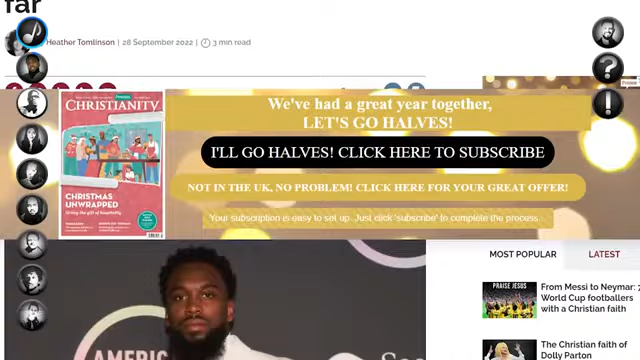 far
Heather Tomlinson | 28 September 2022 | 3 min read
CHRISTIANITY
CHRISTMAS
UNWRAPPED
We've had a great year together,
LET'S GO HALVES!
I'LL GO HALVES! CLICK HERE TO SUBSCRIBE
NOT IN THE UK, NO PROBLEM! CLICK HERE FOR YOUR GREAT OFFER!
Your subscription is easy to set up. Just click 'subscribe' to complete the process.
MOST POPULAR
LATEST
PRAISE JESUS
From Messi to Neymar: 7
World Cup footballers
with a Christian faith
The Christian faith of
Dolly Parton
AMERIC
Soc